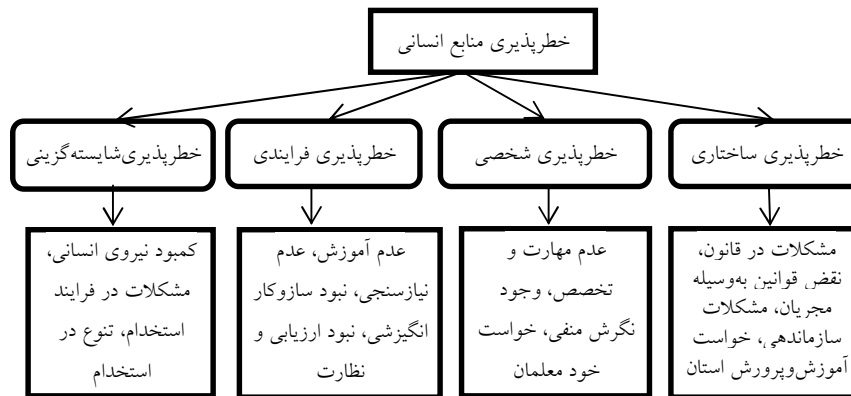 خطرپذیری منابع انسانی
خطرپذیری ساختاری
خطرپذیری شخصی
خطرپذیری فرایندی
خطرپذیری‌شایسته‌گزینی
مشکلات در قانون،
نقض قوانین به‌وسیله
مجریان، مشکلات
سازماندهی، خواست
آموزش‌وپرورش استان
عدم مهارت و
تخصص، وجود
نگرش منفی، خواست
خود معلمان
عدم آموزش، عدم
نیازسنجی، نبود سازوکار
انگیزشی، نبود ارزیابی و
نظارت
کمبود نیروی انسانی،
مشکلات در فرایند
استخدام، تنوع در
استخدام